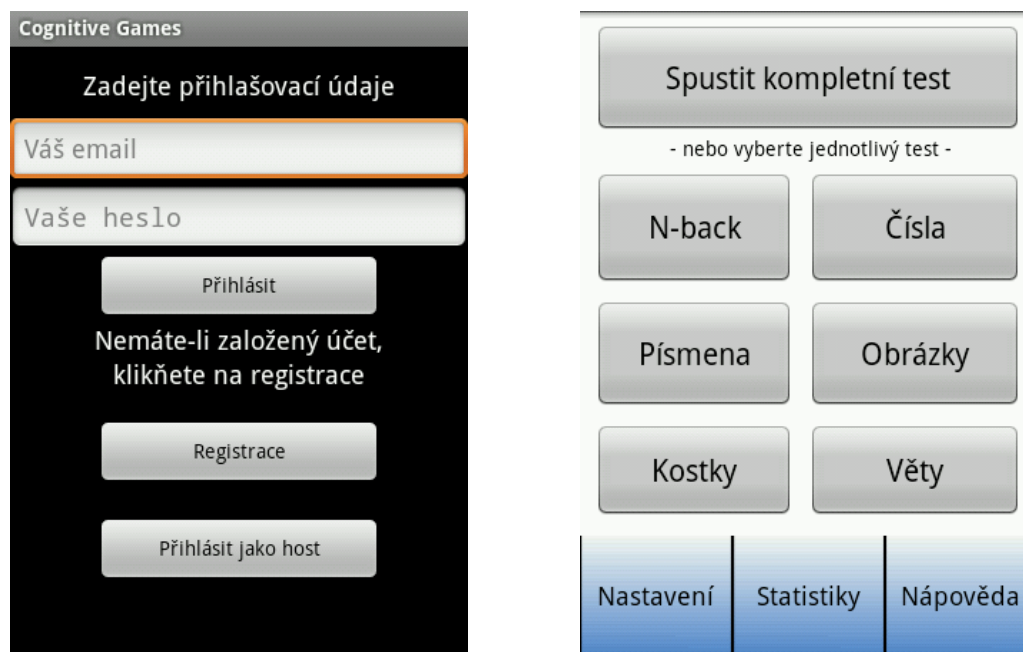 Cognitive Games
Zadejte přihlašovací údaje
Váš email
Vaše heslo
Přihlásit
Nemáte-li založený účet,
klikňete na registrace
Registrace
Přihlásit jako host
Spustit kompletní test
- nebo vyberte jednotlivý test -
N-back
Čísla
Písmena
Obrázky
Kostky
Věty
Nastavení
Statistiky
Nápověda